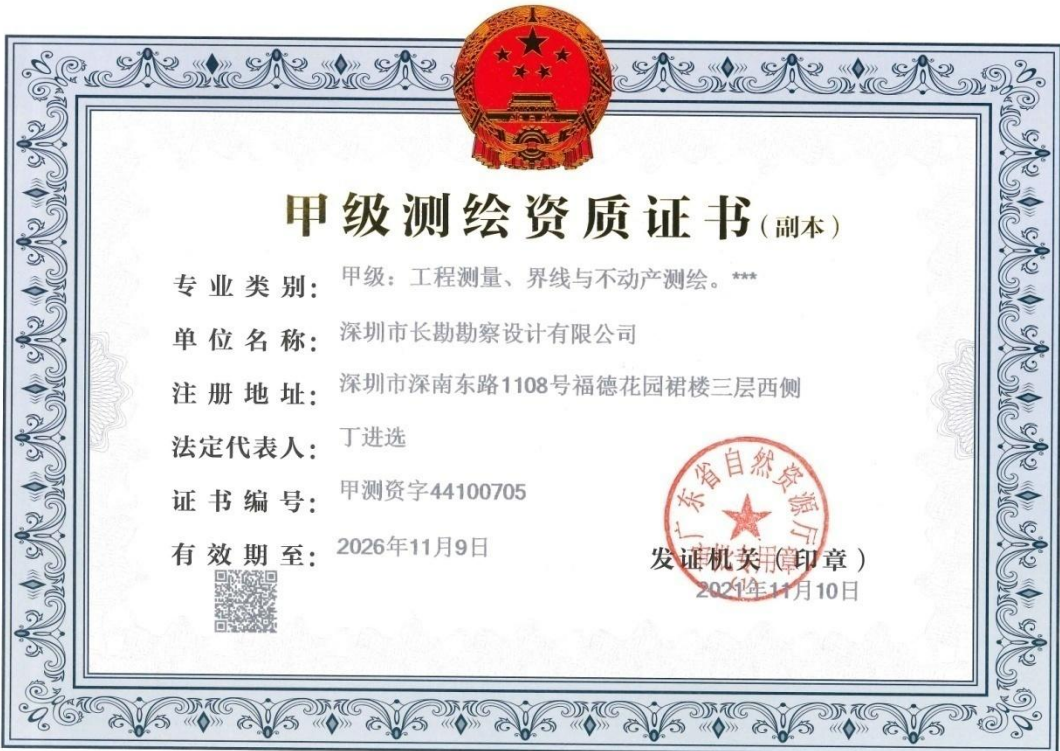 甲级测绘资质证书(副本)
专业类别：甲级：工程测量、界线与不动产测绘。***
单位名称：深圳市长勘勘察设计有限公司
注册地址：深圳市深南东路1108号福德花园裙楼三层西侧
法定代表人：丁进选
证书编号：甲测资字44100705
有效期至：2026年11月9日
广东省自然资源厅
审批专用章
(1)
发证机关（印章）
2021年11月10日